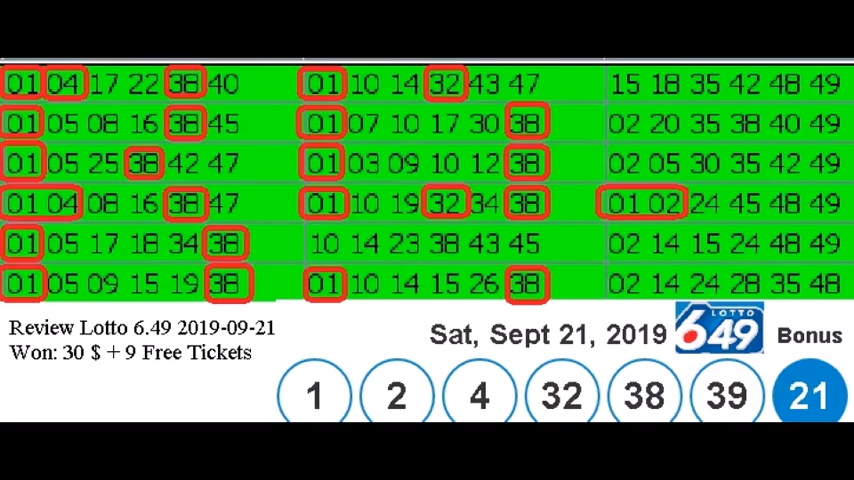 01 04 17 22 38 40 01 10 14 32 43 47 15 18 35 42 48 49
01 05 08 16 38 45 01 07 10 17 30 38 02 20 35 38 40 49
01 05 25 38 42 47 01 03 09 10 12 38 02 05 30 35 42 49
01 04 08 16 38 47 01 10 19 32 34 38 01 02 24 45 48 49
01 05 17 18 34 38 10 14 23 38 43 45 02 14 15 24 48 49
01 05 09 15 19 38 01 10 14 15 26 38 02 14 24 28 35 48
Review Lotto 6.49 2019-09-21
Won: 30 $ + 9 Free Tickets
Sat, Sept 21, 2019 LOTTO 649 Bonus
1 2 4 32 38 39 21